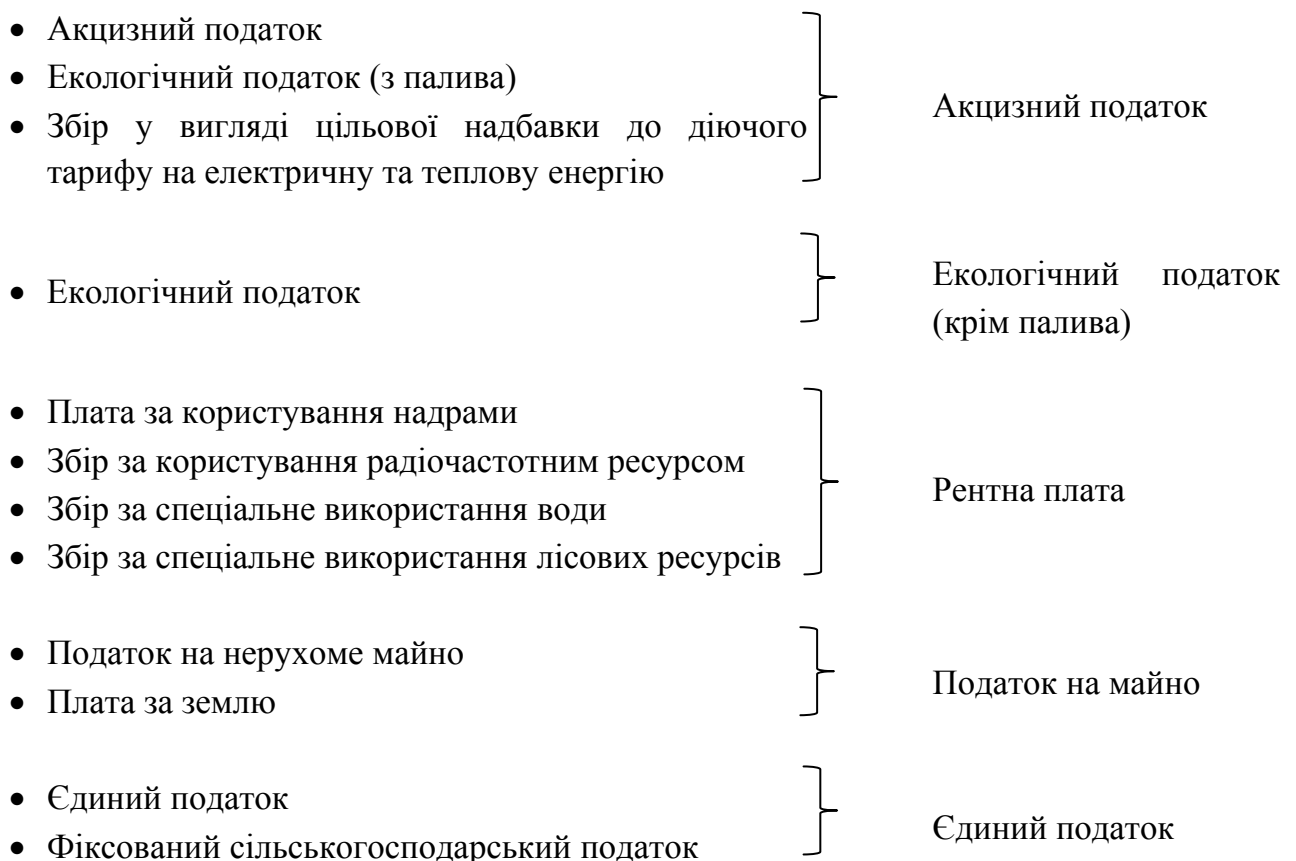 • Акцизний податок
• Екологічний податок (з палива)
• Збір у вигляді цільової надбавки до діючого
тарифу на електричну та теплову енергію
Акцизний податок
• Екологічний податок
Екологічний податок
(крім палива)
• Плата за користування надрами
• Збір за користування радіочастотним ресурсом
• Збір за спеціальне використання води
• Збір за спеціальне використання лісових ресурсів
Рентна плата
• Податок на нерухоме майно
• Плата за землю
Податок на майно
• Єдиний податок
• Фіксований сільськогосподарський податок
Єдиний податок